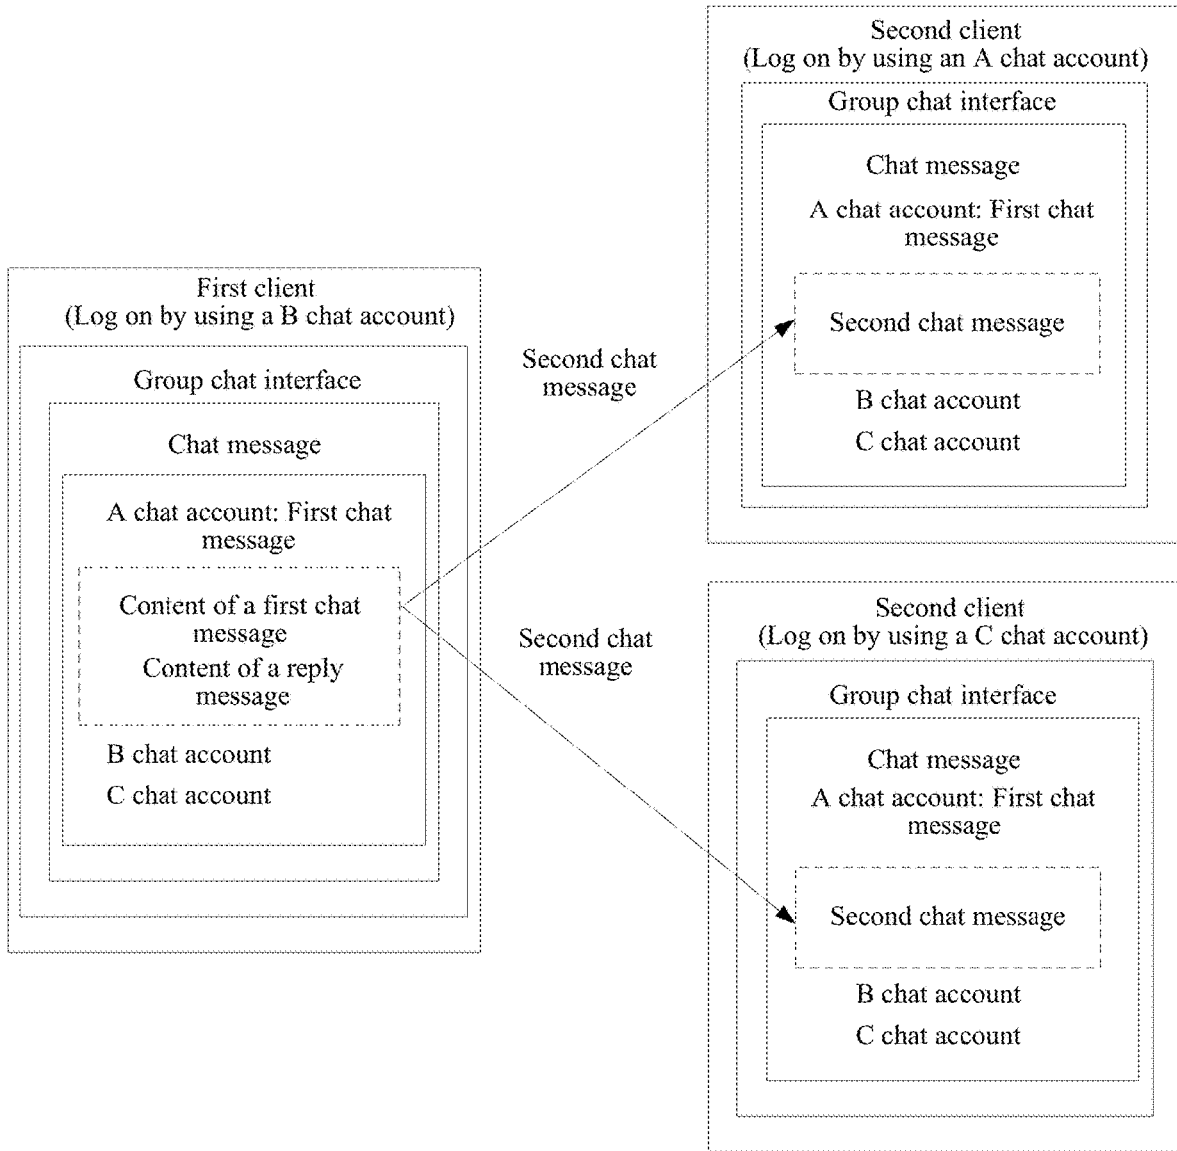 First client
(Log on by using a B chat account)
Group chat interface
Chat message
A chat account: First chat
message
Content of a first chat
message
Content of a reply
message
B chat account
C chat account
Second chat
message
Second chat
message
Second client
(Log on by using an A chat account)
Group chat interface
Chat message
A chat account: First chat
message
Second chat message
B chat account
C chat account
Second client
(Log on by using a C chat account)
Group chat interface
Chat message
A chat account: First chat
message
Second chat message
B chat account
C chat account